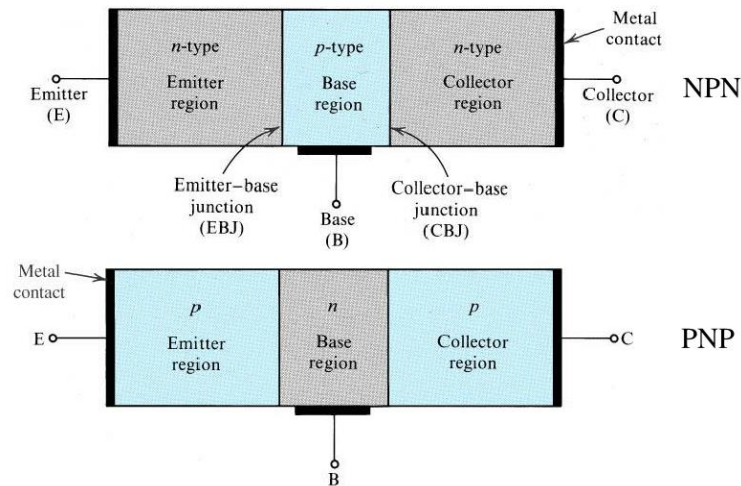 Metal
contact
n-type
Emitter
region
p-type
Base
region
n-type
Collector
region
Emitter
(E)
Collector
(C)
NPN
Emitter–base
junction
(EBJ)
Base
(B)
Collector–base
junction
(CBJ)
Metal
contact
p
Emitter
region
n
Base
region
p
Collector
region
E
C
PNP
B